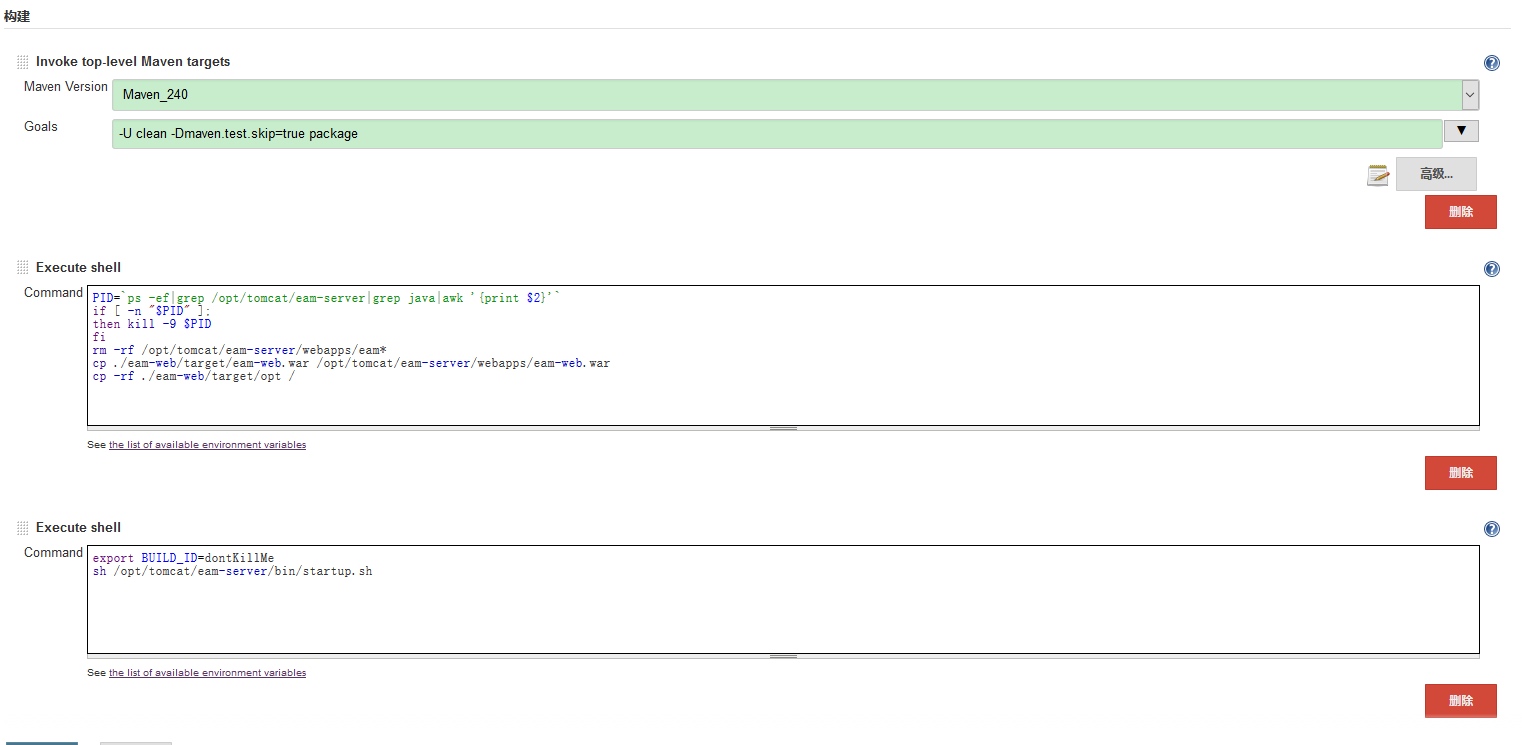 构建
Invoke top-level Maven targets
Maven Version
Maven_240
Goals
-U clean -Dmaven.test.skip=true package
高级...
删除
Execute shell
Command
PID=`ps -ef|grep /opt/tomcat/eam-server|grep java|awk '{print $2}'`
if [ -n "$PID" ];
then kill -9 $PID
fi
rm -rf /opt/tomcat/eam-server/webapps/eam*
cp ./eam-web/target/eam-web.war /opt/tomcat/eam-server/webapps/eam-web.war
cp -rf ./eam-web/target/opt /
See the list of available environment variables
删除
Execute shell
Command
export BUILD_ID=dontKillMe
sh /opt/tomcat/eam-server/bin/startup.sh
See the list of available environment variables
删除